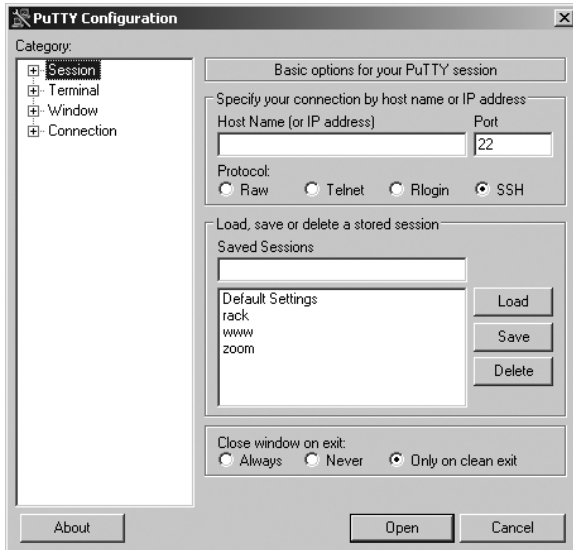 PuTTY Configuration
Category:
Session
Terminal
Window
Connection
Basic options for your PuTTY session
Specify your connection by host name or IP address
Host Name (or IP address) Port
22
Protocol:
Raw Telnet Rlogin SSH
Load, save or delete a stored session
Saved Sessions
Default Settings
rack
www
zoom
Load
Save
Delete
Close window on exit:
Always Never Only on clean exit
About Open Cancel